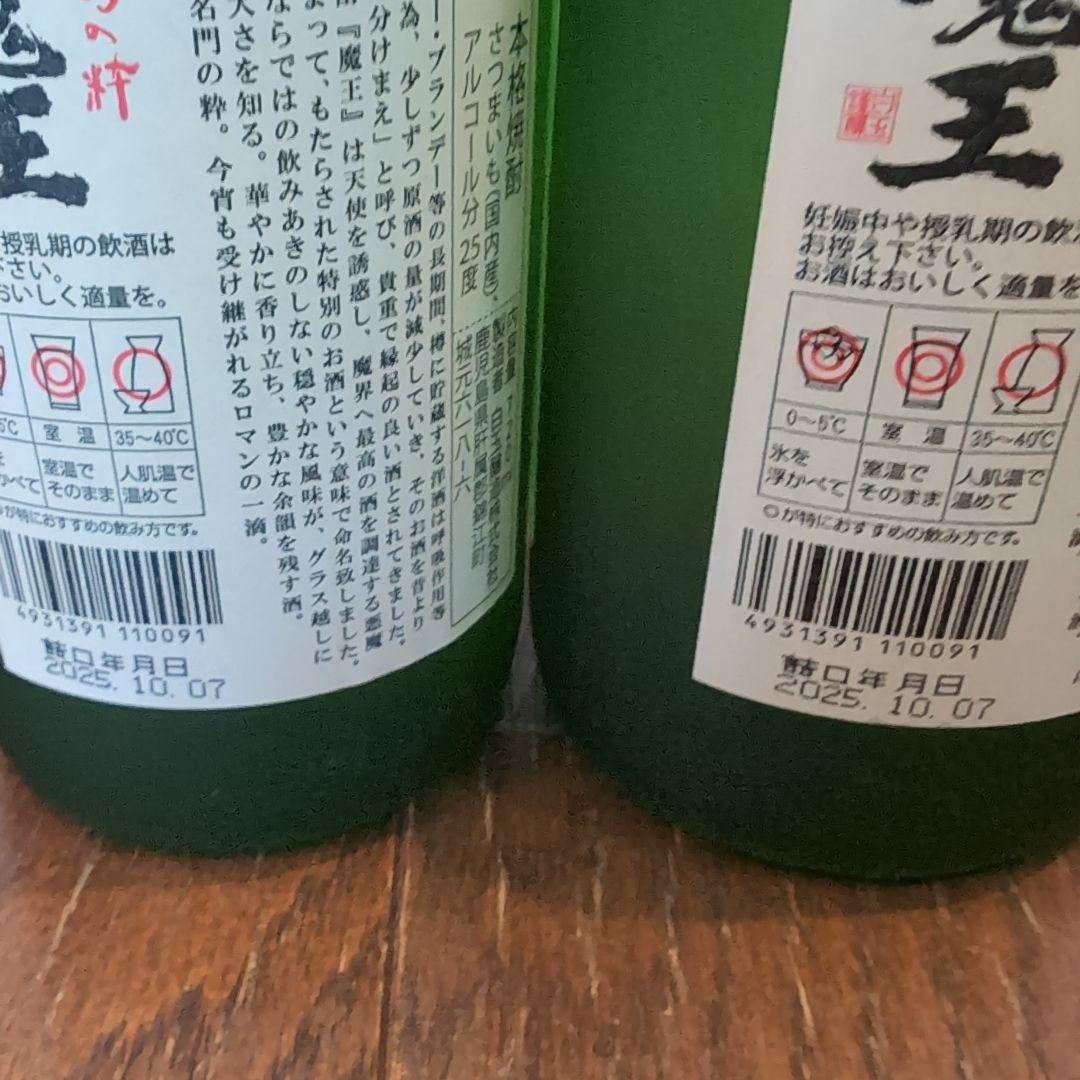 の粋
王
授乳期の飲酒は
さい。
おいしく適量を。
室温
35〜40℃
室温で
そのまま
人肌温で
温めて
かべて
が特におすすめの飲み方です。
4931391 110091
詰口年月日
2025.10.07
本格焼酎
さつまいも(国内産)、
アルコール分25度
内容量
製造者 白玉醸造株式会社
鹿児島県肝属郡錦江町
城元六一八-六
ー・ブランデー等の長期間、樽に貯蔵する洋酒は呼吸作用等
為、少しずつ原酒の量が減少していき、そのお酒を昔より
分けまえ」と呼び、貴重で縁起の良い酒とされてきました。
『魔王』は天使を誘惑し、魔界へ最高の酒を調達する悪魔
よって、もたらされた特別のお酒という意味で命名致しました。
ならではの飲みあきのしない穏やかな風味が、グラス越しに
大さを知る。華やかに香り立ち、豊かな余韻を残す酒。
名門の粋。今宵も受け継がれるロマンの一滴。
魔王
妊娠中や授乳期の飲
お控え下さい。
お酒はおいしく適量を
0〜5℃
室温
35〜40℃
氷を
浮かべて
室温で
そのまま
人肌温で
温めて
◎が特におすすめの飲み方です。
4931391 110091
詰口年月日
2025.10.07